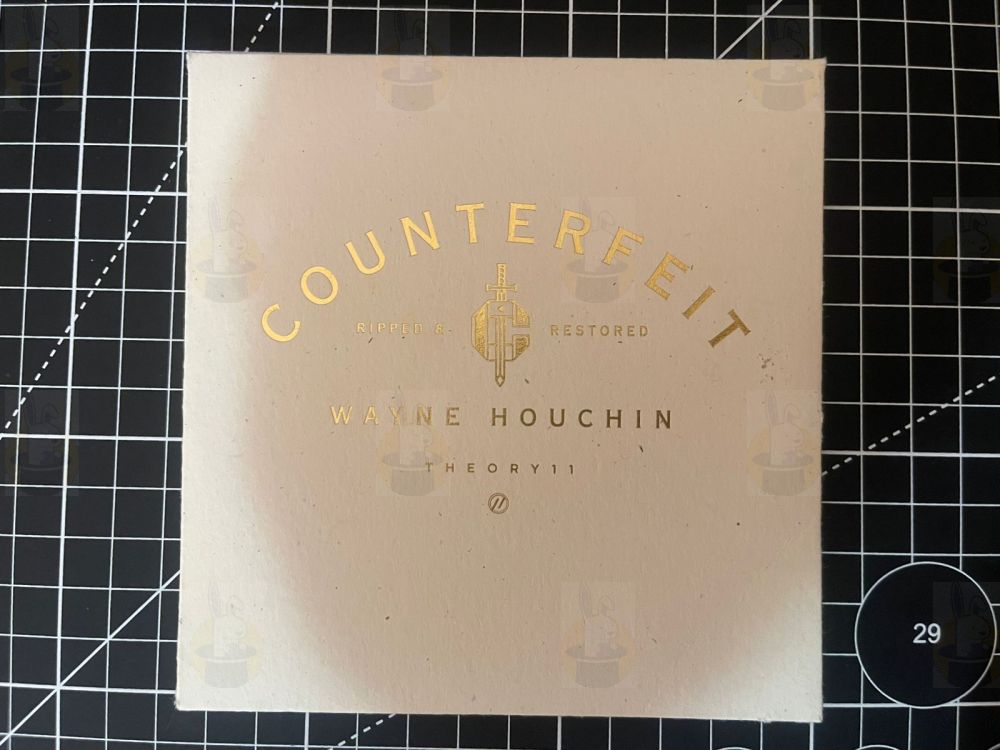 COUNTERFEIT
RIPPED & RESTORED
WAYNE HOUCHIN
THEORY11
29